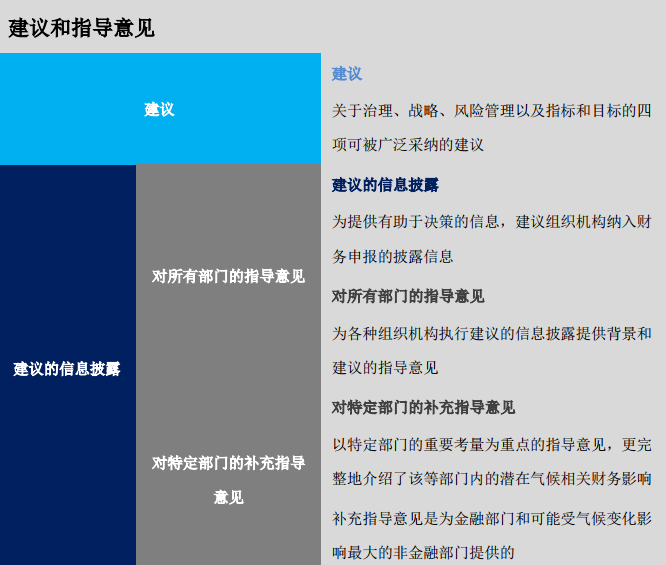 建议和指导意见
建议
建议的信息披露
对所有部门的指导意见
对特定部门的补充指导
意见
建议
关于治理、战略、风险管理以及指标和目标的四
项可被广泛采纳的建议
建议的信息披露
为提供有助于决策的信息，建议组织机构纳入财
务申报的披露信息
对所有部门的指导意见
为各种组织机构执行建议的信息披露提供背景和
建议的指导意见
对特定部门的补充指导意见
以特定部门的重要考量为重点的指导意见，更完
整地介绍了该等部门内的潜在气候相关财务影响
补充指导意见是为金融部门和可能受气候变化影
响最大的非金融部门提供的